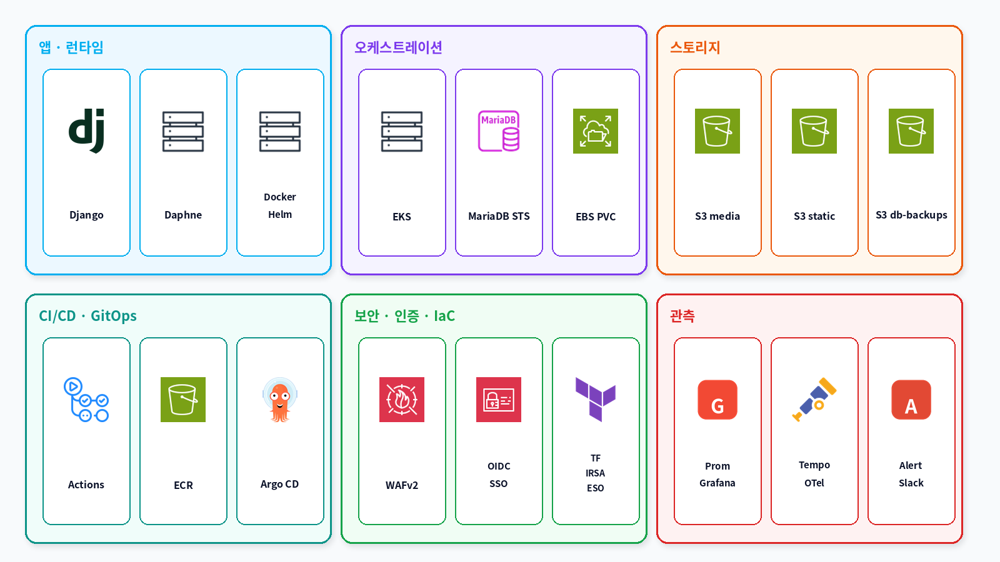 앱 · 런타임
Django
Daphne
Docker
Helm
오케스트레이션
EKS
MariaDB
MariaDB STS
EBS PVC
스토리지
S3 media
S3 static
S3 db-backups
CI/CD · GitOps
Actions
ECR
Argo CD
보안 · 인증 · IaC
WAFv2
OIDC
SSO
TF
IRSA
ESO
관측
G
Prom
Grafana
Tempo
OTel
A
Alert
Slack